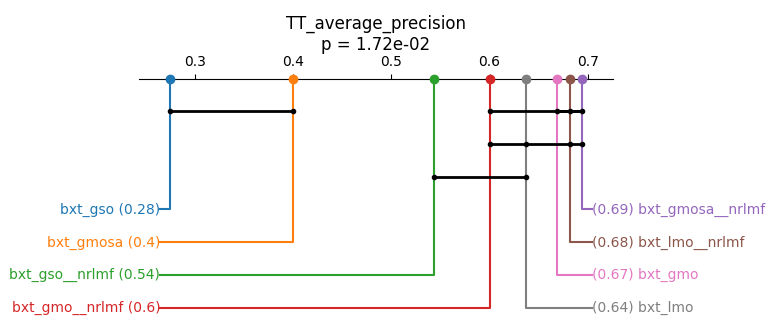 TT_average_precision
p = 1.72e-02
0.3 0.4 0.5 0.6 0.7
bxt_gso (0.28) (0.69) bxt_gmosa__nrlmf
bxt_gmosa (0.4) (0.68) bxt_lmo__nrlmf
bxt_gso__nrlmf (0.54) (0.67) bxt_gmo
bxt_gmo__nrlmf (0.6) (0.64) bxt_lmo